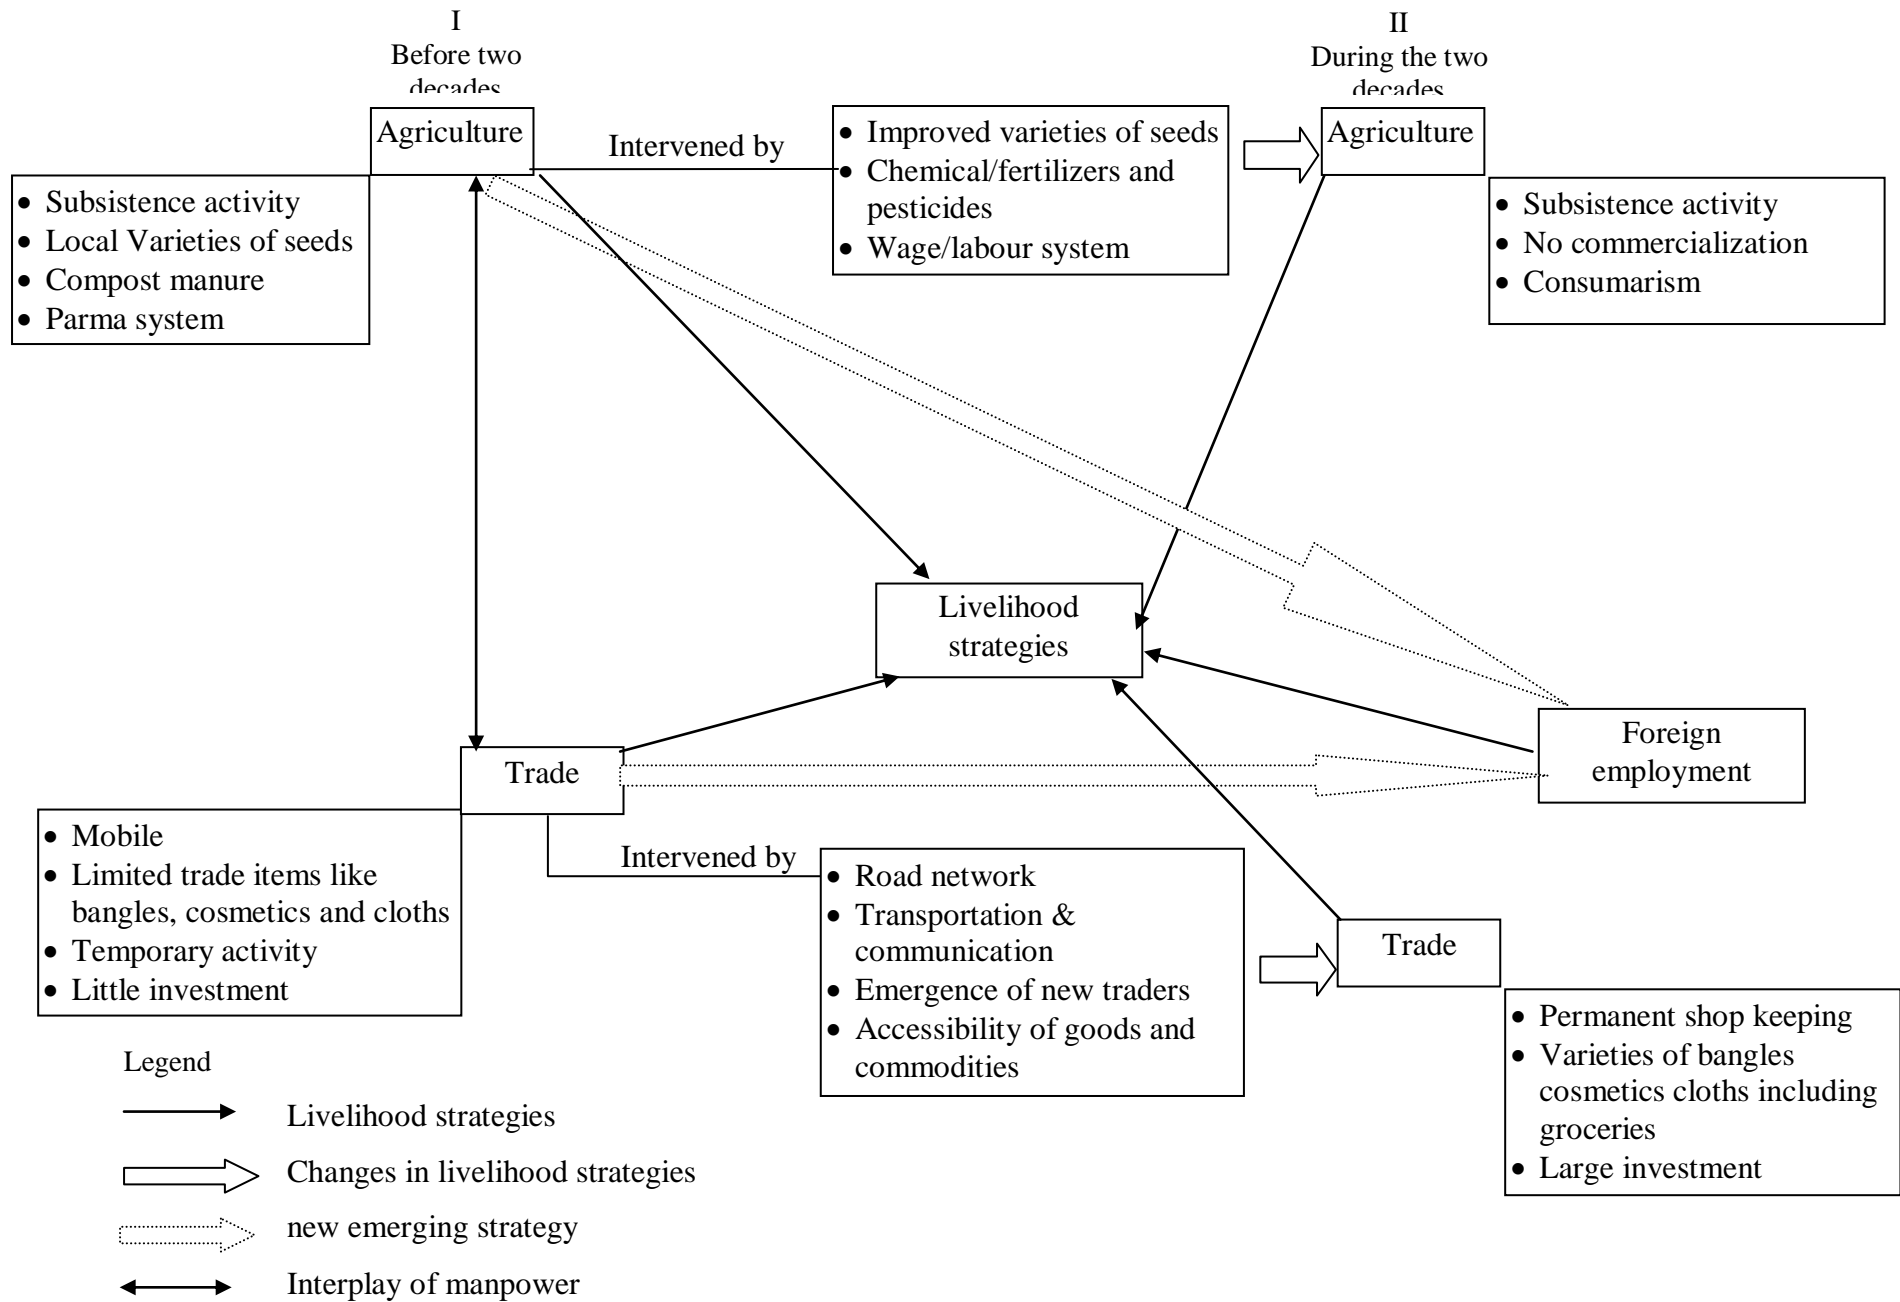 I
Before two
decades
II
During the two
decades
Agriculture
Intervened by
• Improved varieties of seeds
• Chemical/fertilizers and
pesticides
• Wage/labour system
Agriculture
• Subsistence activity
• Local Varieties of seeds
• Compost manure
• Parma system
• Subsistence activity
• No commercialization
• Consumarism
Livelihood
strategies
Foreign
employment
Trade
• Mobile
• Limited trade items like
bangles, cosmetics and cloths
• Temporary activity
• Little investment
Intervened by
• Road network
• Transportation &
communication
• Emergence of new traders
• Accessibility of goods and
commodities
Trade
• Permanent shop keeping
• Varieties of bangles
cosmetics cloths including
groceries
• Large investment
Legend
Livelihood strategies
Changes in livelihood strategies
new emerging strategy
Interplay of manpower